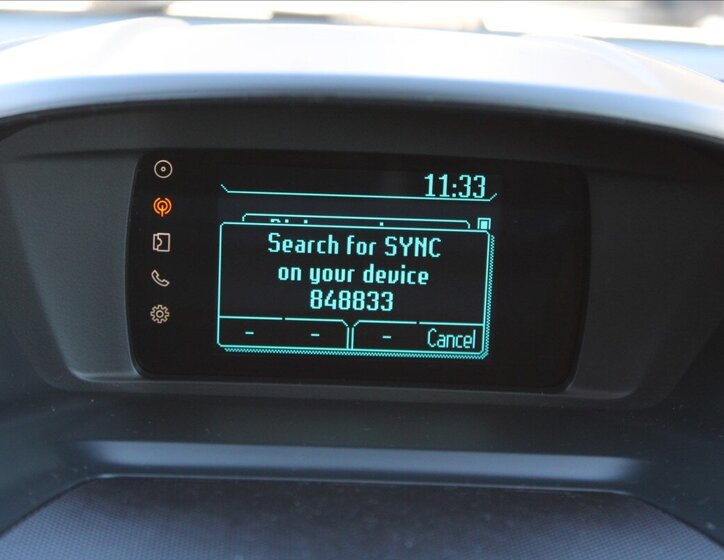 11:33
Search for SYNC
on your device
848833
- - - Cancel